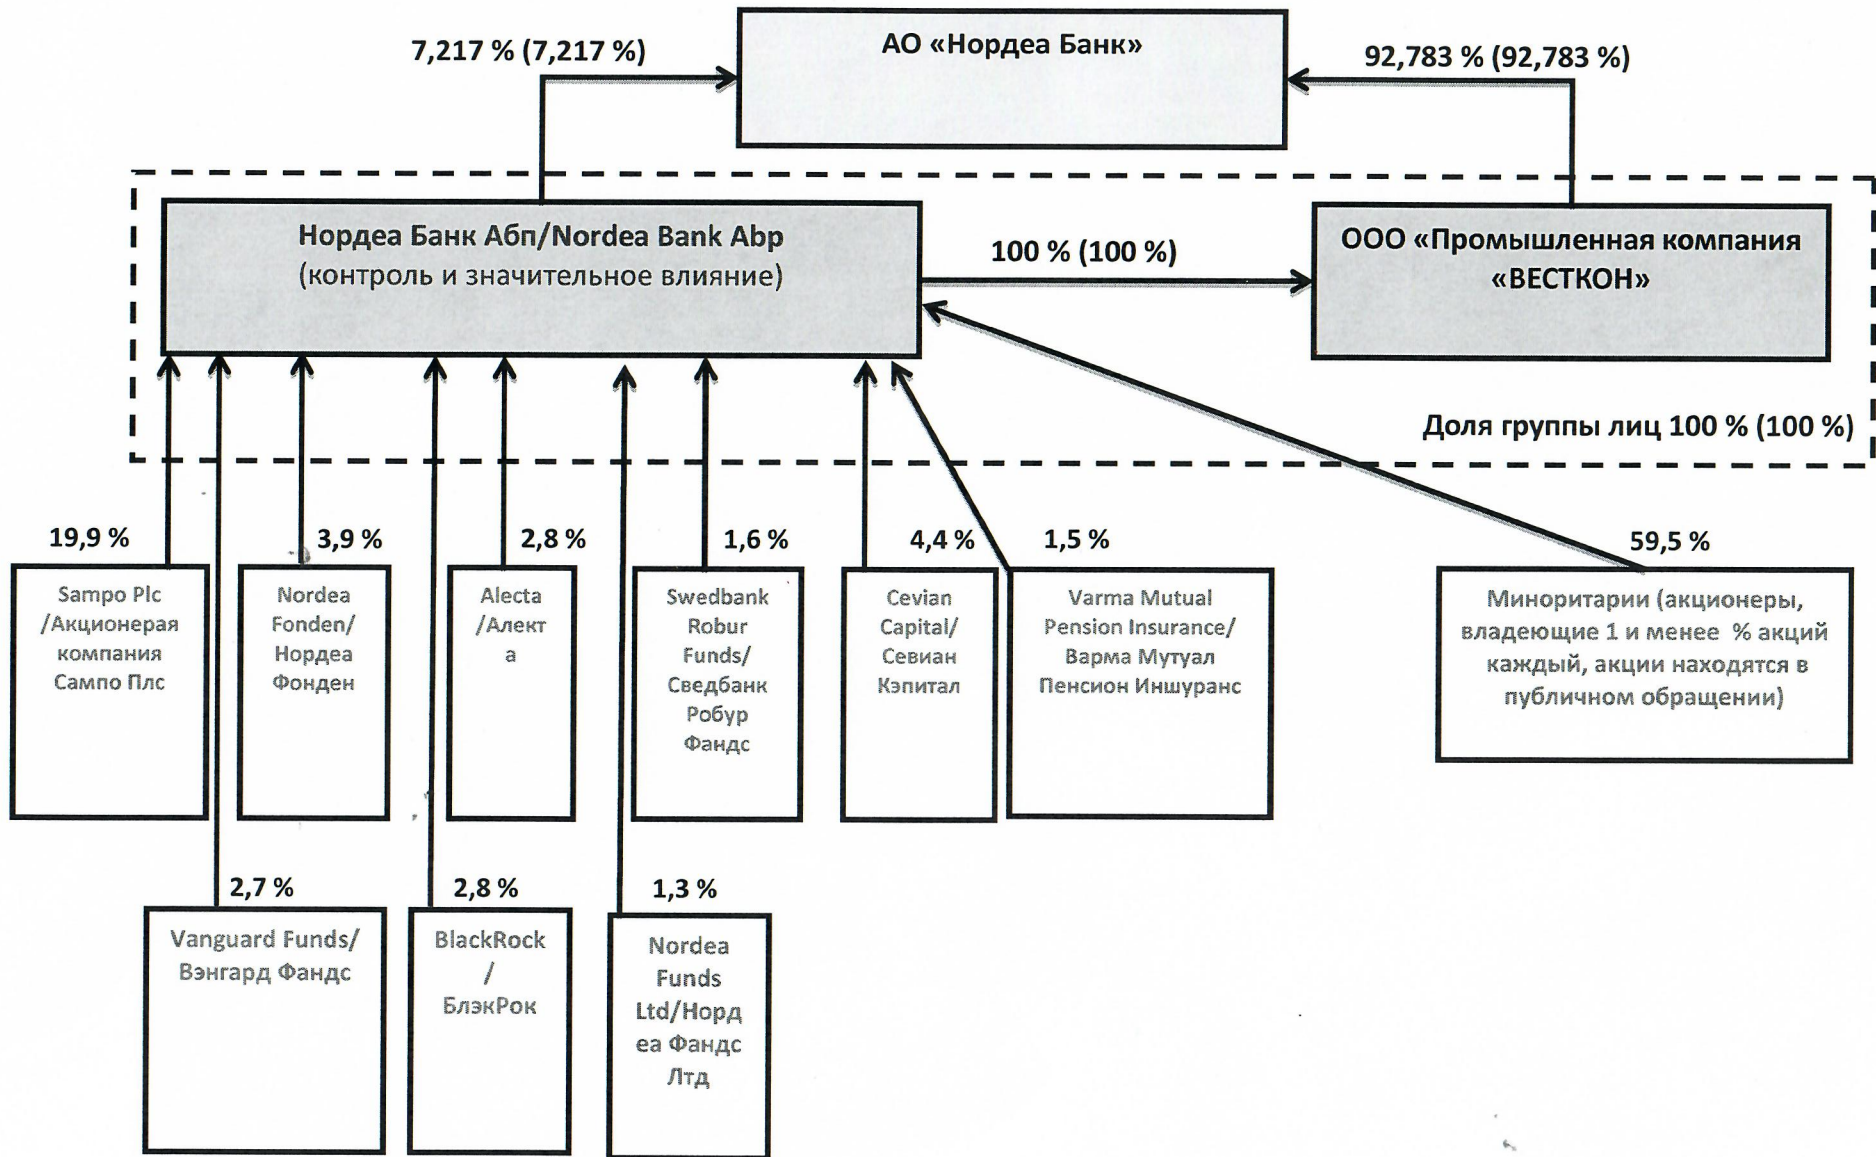 7,217 % (7,217 %)
АО «Нордеа Банк»
92,783 % (92,783 %)
Нордеа Банк Абп/Nordea Bank Abp
(контроль и значительное влияние)
100 % (100 %)
ООО «Промышленная компания
«ВЕСТКОН»
Доля группы лиц 100 % (100 %)
19,9 %
3,9 %
2,8 %
1,6 %
4,4 %
1,5 %
59,5 %
Sampo Plc
/Акционерая
компания
Сампо Плс
Nordea
Fonden/
Нордеа
Фонден
Alecta
/Алект
а
Swedbank
Robur
Funds/
Сведбанк
Робур
Фандс
Cevian
Capital/
Севиан
Кэпитал
Varma Mutual
Pension Insurance/
Варма Мутуал
Пенсион Иншуранс
Миноритарии (акционеры,
владеющие 1 и менее % акций
каждый, акции находятся в
публичном обращении)
2,7 %
2,8 %
1,3 %
Vanguard Funds/
Вэнгард Фандс
BlackRock
/
БлэкРок
Nordea
Funds
Ltd/Норд
еа Фандс
Лтд